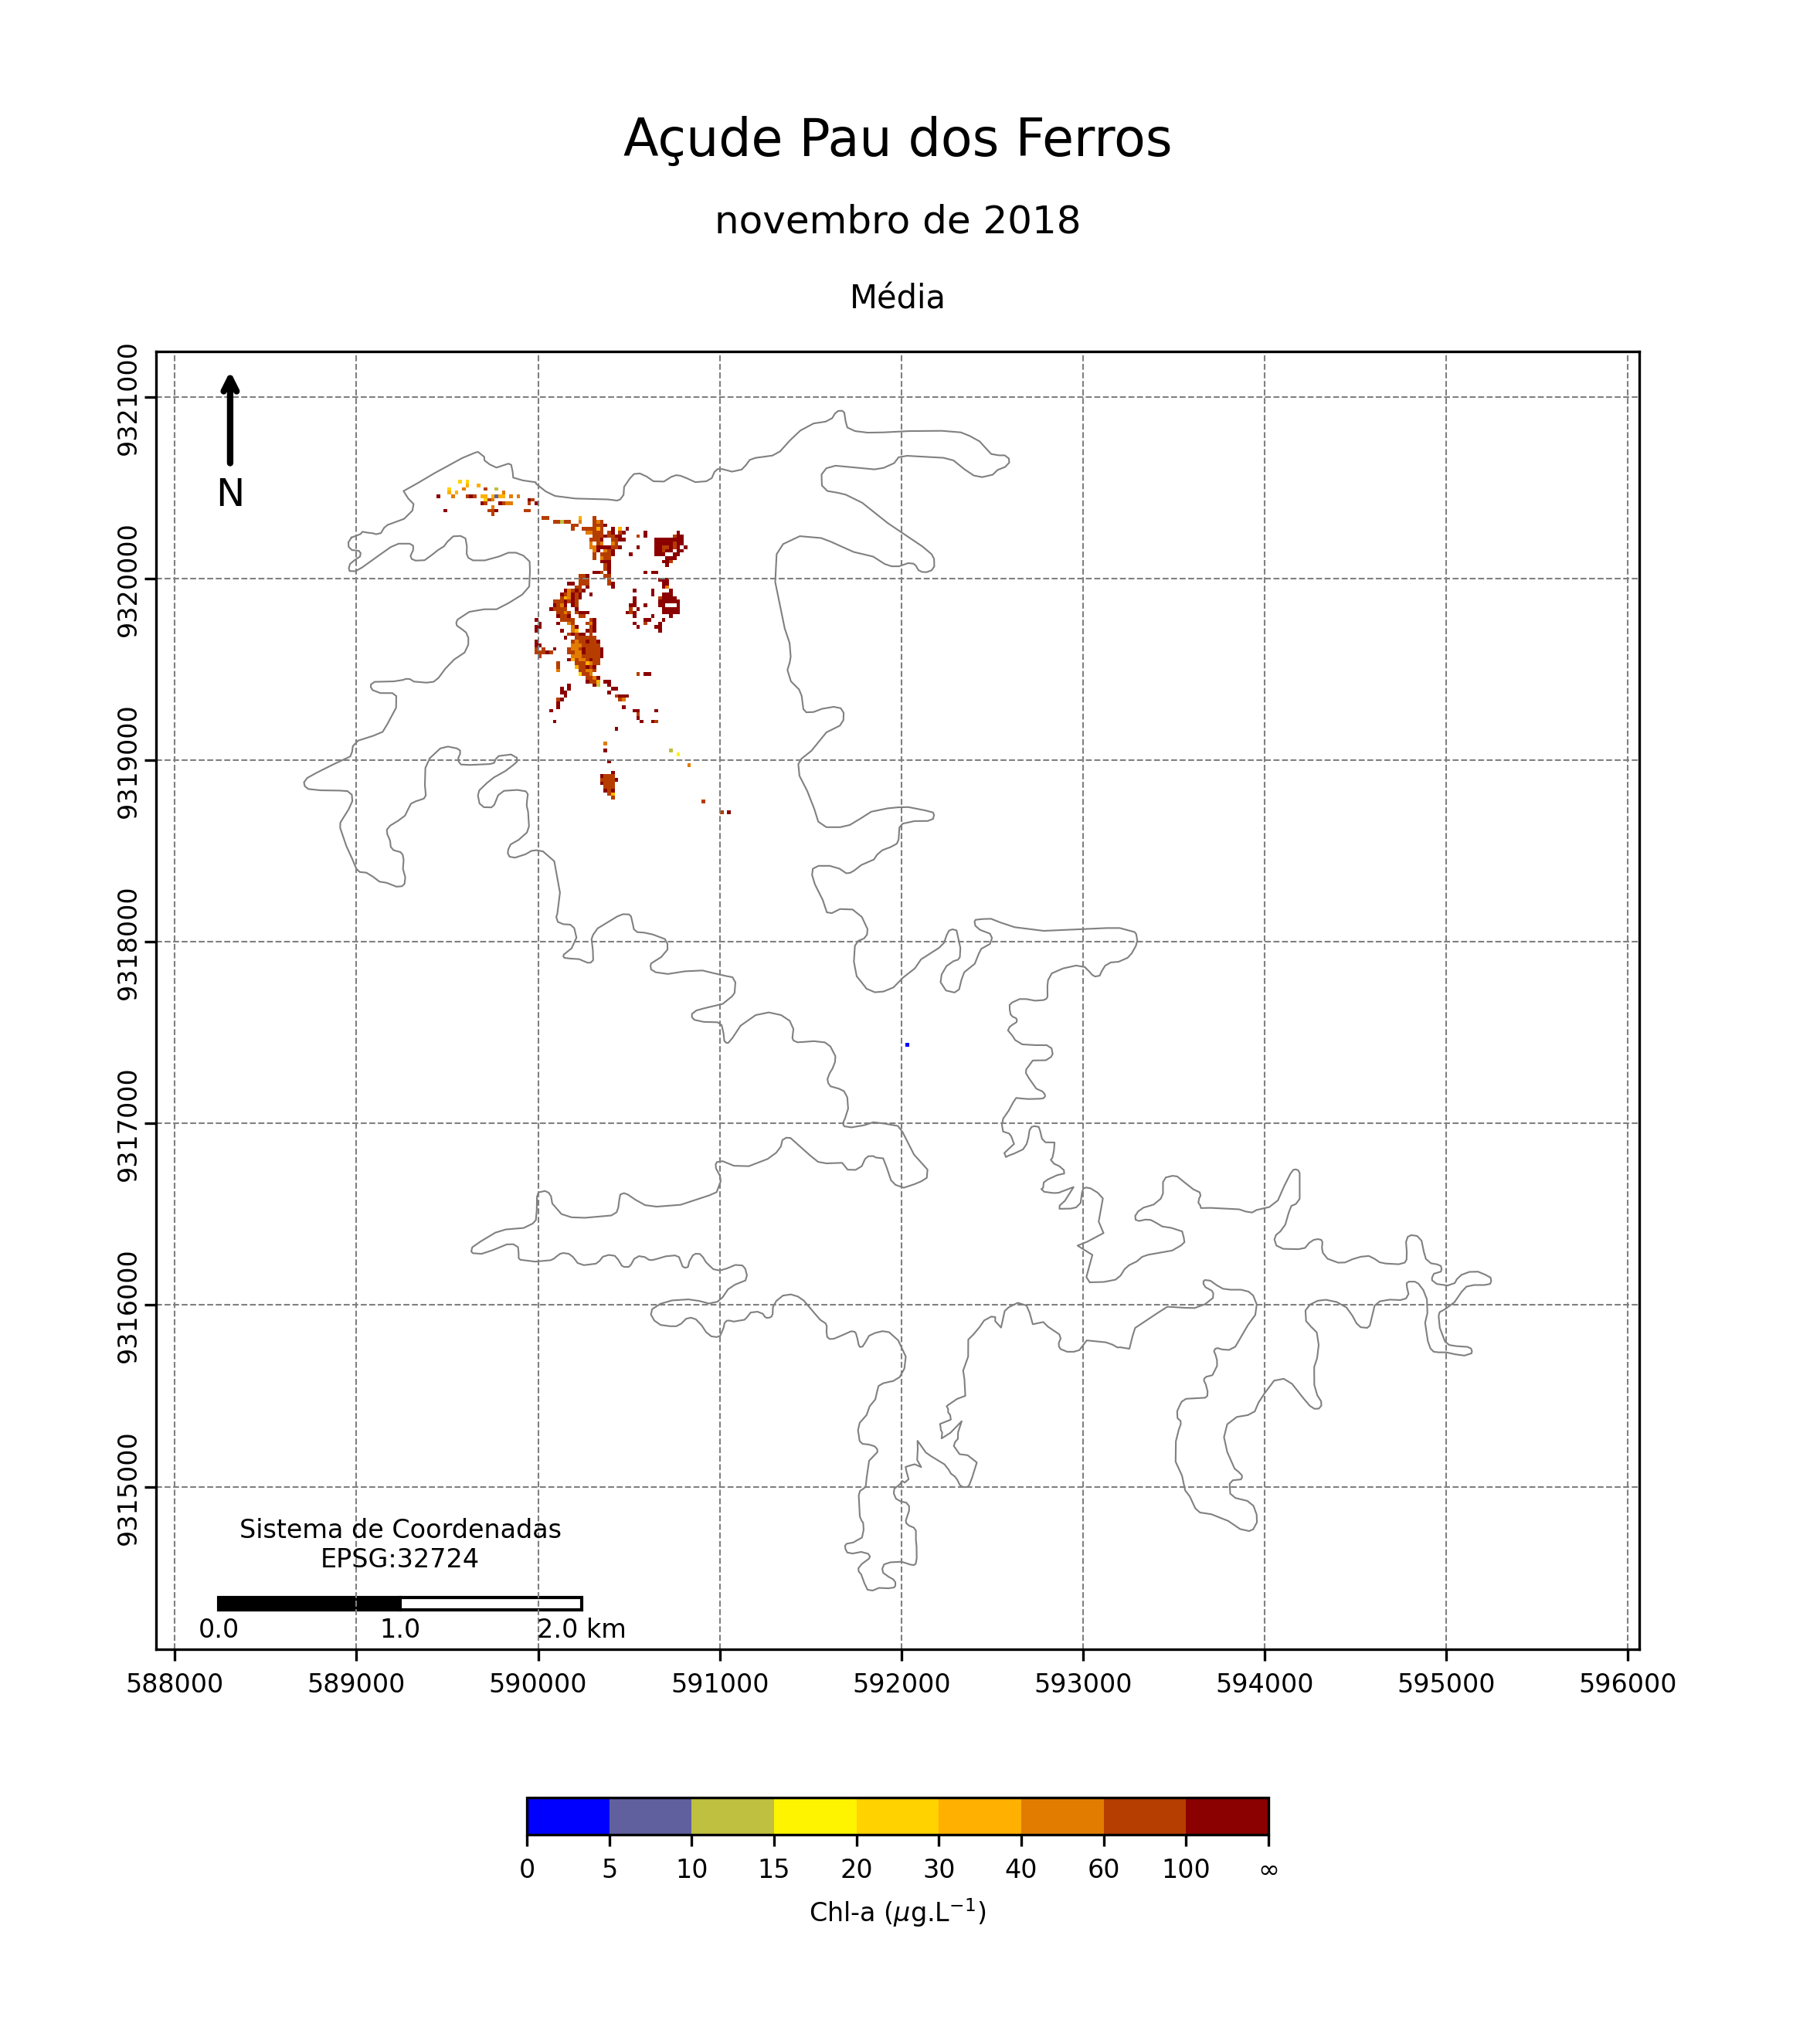 Açude Pau dos Ferros
novembro de 2018
Média
9321000
9320000
9319000
9318000
9317000
9316000
9315000
N
Sistema de Coordenadas
EPSG:32724
0.0 1.0 2.0 km
588000 589000 590000 591000 592000 593000 594000 595000 596000
0 5 10 15 20 30 40 60 100 ∞
Chl-a (μg.L⁻¹)